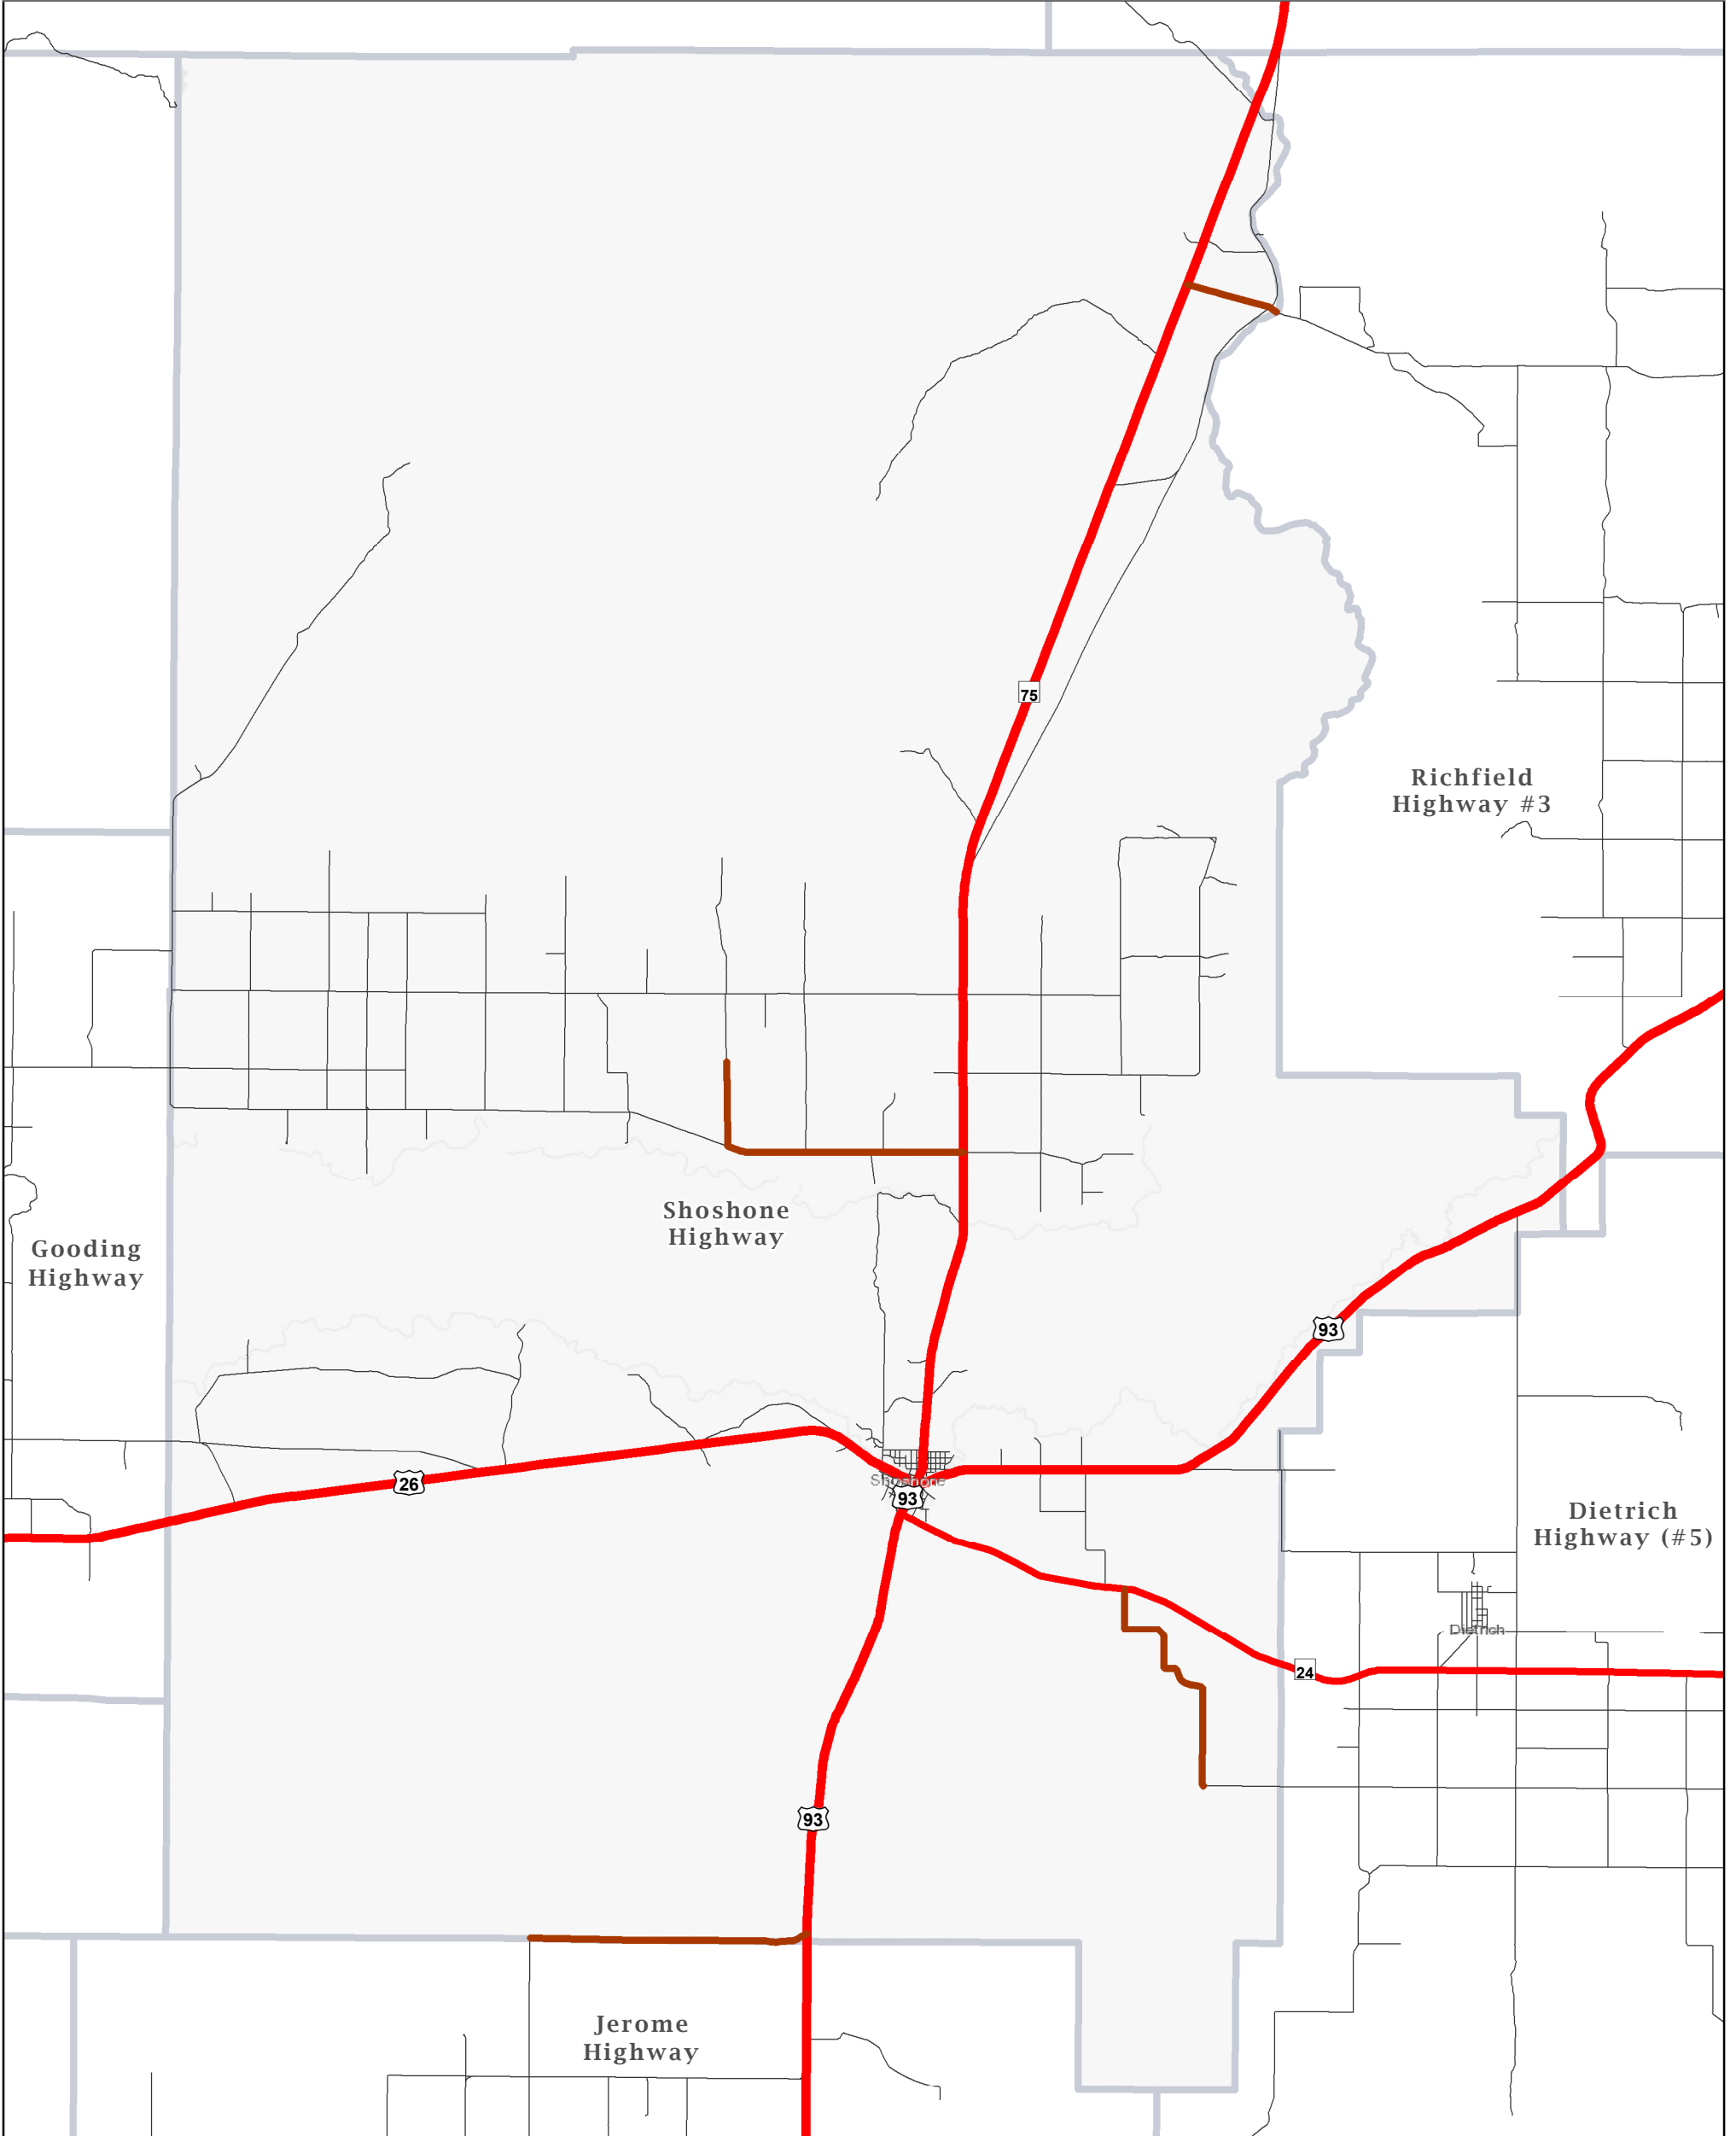 75
Richfield
Highway #3
Shoshone
Highway
Gooding
Highway
93
26
Shoshone
93
Dietrich
Highway (#5)
Dietrich
24
93
Jerome
Highway